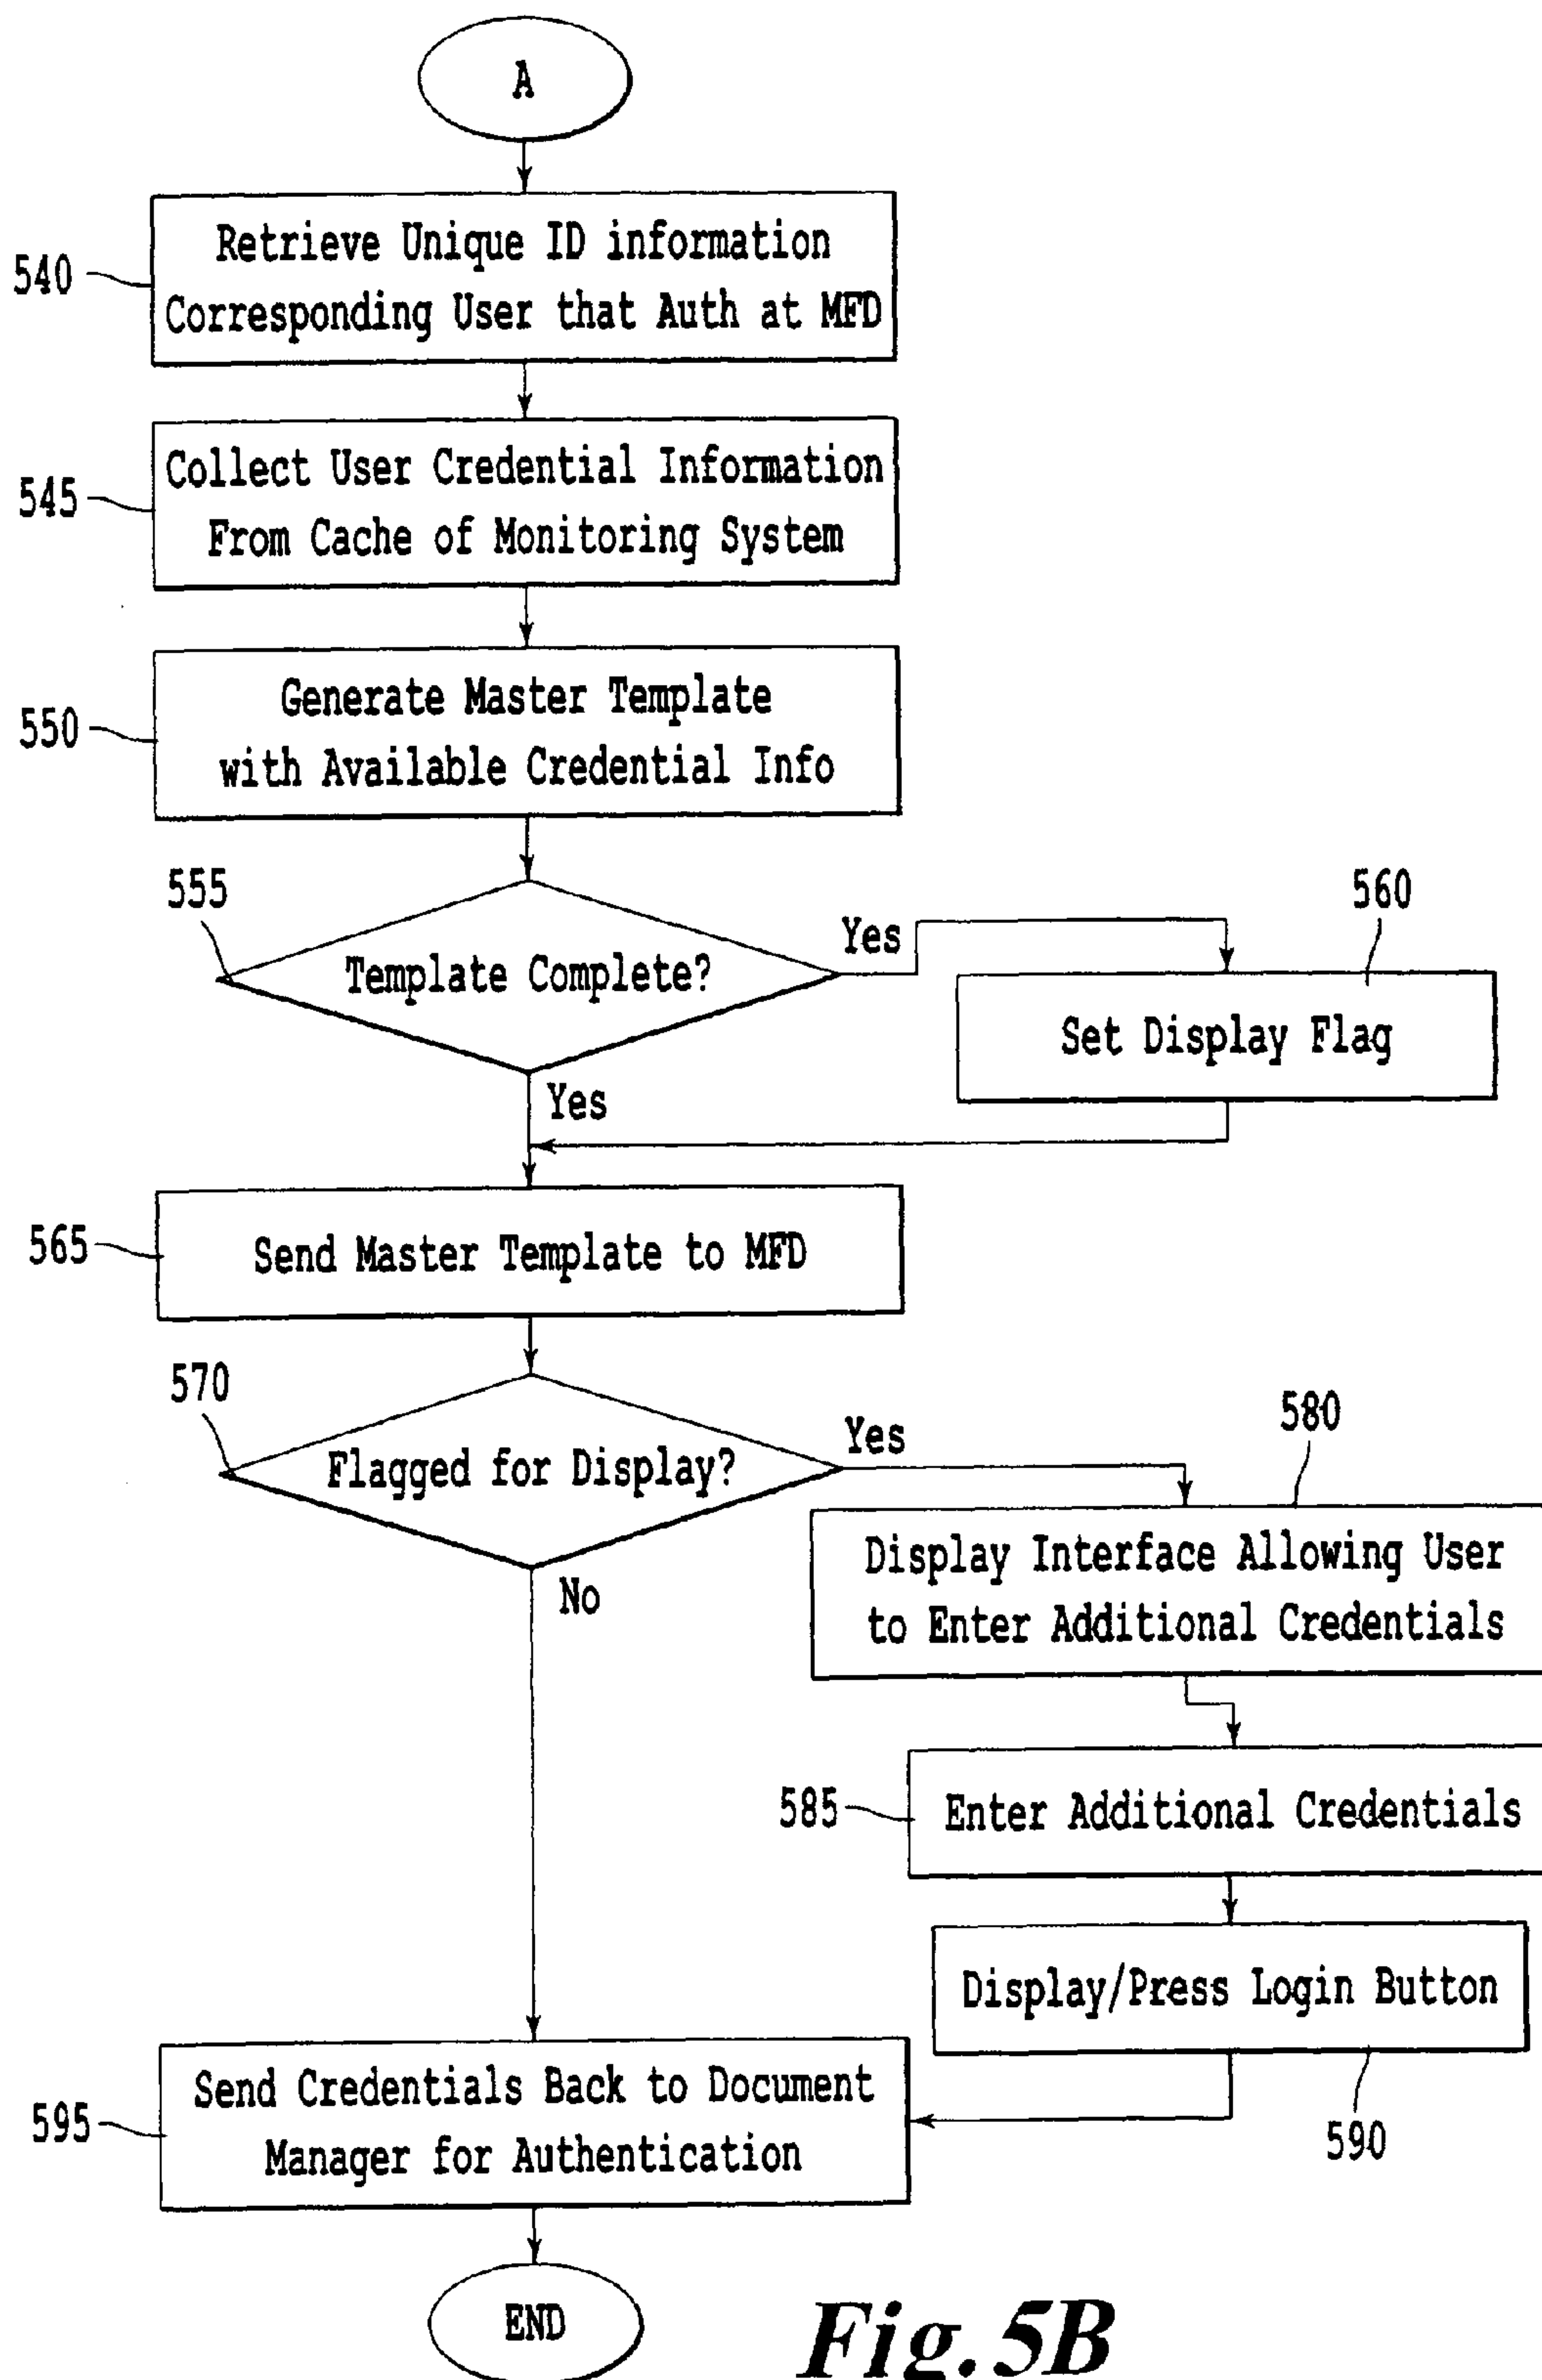 A
540
Retrieve Unique ID information
Corresponding User that Auth at MFD
545
Collect User Credential Information
From Cache of Monitoring System
550
Generate Master Template
with Available Credential Info
555
Template Complete?
Yes
560
Set Display Flag
Yes
565
Send Master Template to MFD
570
Flagged for Display?
Yes
580
Display Interface Allowing User
to Enter Additional Credentials
No
585
Enter Additional Credentials
Display/Press Login Button
590
595
Send Credentials Back to Document
Manager for Authentication
END
Fig. 5B